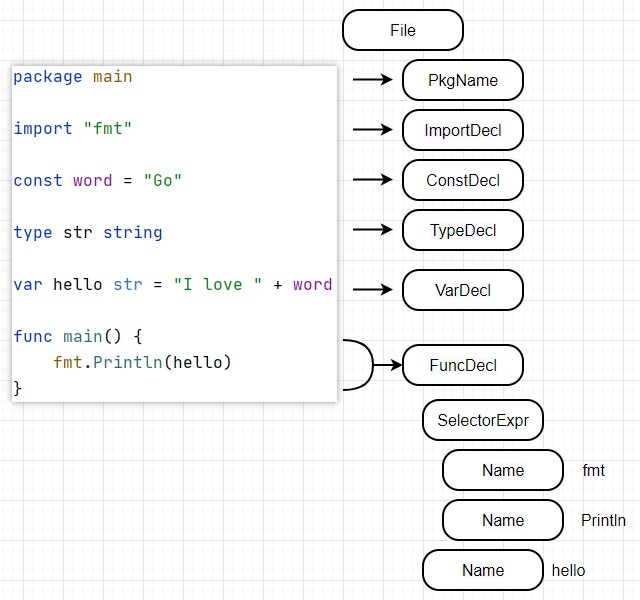 File
package main
PkgName
import "fmt"
ImportDecl
const word = "Go"
ConstDecl
type str string
TypeDecl
var hello str = "I love " + word
VarDecl
func main() {
fmt.Println(hello)
}
FuncDecl
SelectorExpr
Name fmt
Name Println
Name hello